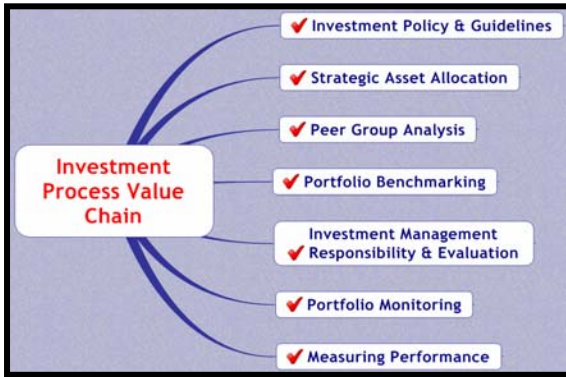 Investment
Process Value
Chain
Investment Policy & Guidelines
Strategic Asset Allocation
Peer Group Analysis
Portfolio Benchmarking
Investment Management
Responsibility & Evaluation
Portfolio Monitoring
Measuring Performance